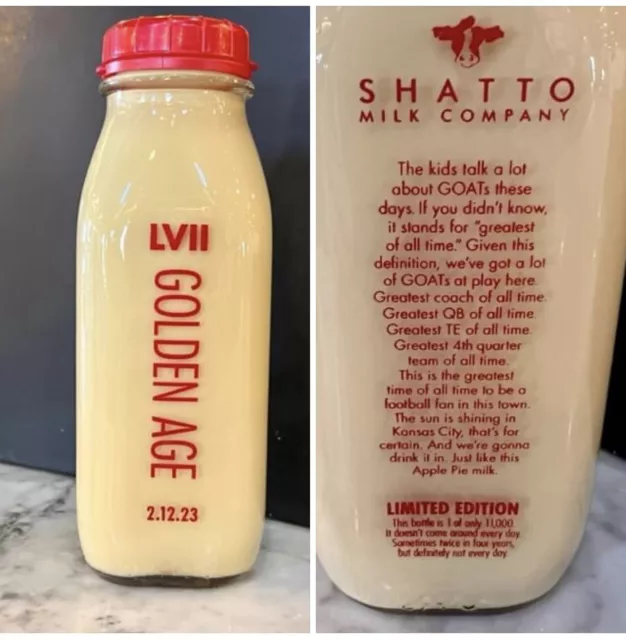 LVII
GOLDEN AGE
2.12.23
SHATTO
MILK COMPANY
The kids talk a lot
about GOATs these
days. If you didn't know,
it stands for "greatest
of all time." Given this
definition, we've got a lot
of GOATs at play here.
Greatest coach of all time.
Greatest QB of all time.
Greatest TE of all time.
Greatest 4th quarter
team of all time.
This is the greatest
time of all time to be a
football fan in this town.
The sun is shining in
Kansas City, that's for
certain. And we're gonna
drink it in. Just like this
Apple Pie milk.
LIMITED EDITION
This bottle is 1 of only 11,000.
It doesn't come around every day.
Sometimes twice in four years,
but definitely not every day.